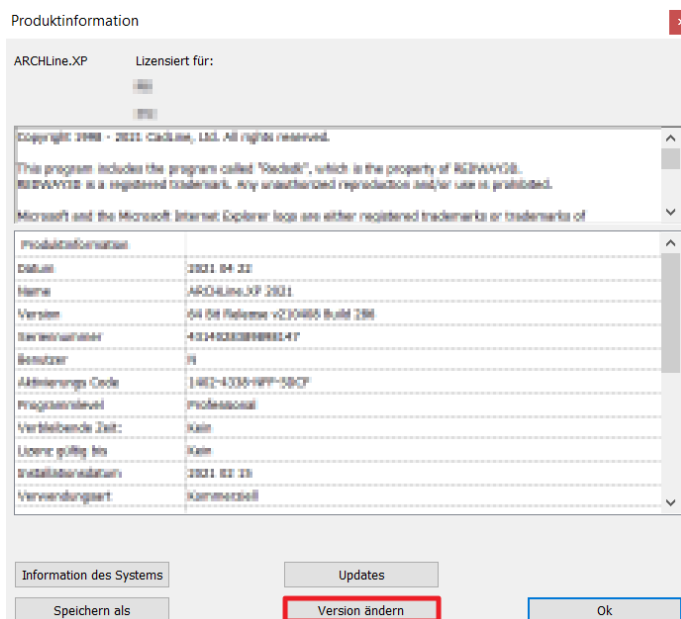 Produktinformation
ARCHLine.XP Lizensiert für:
Copyright 1998 - 2021 CadLine, Ltd. All rights reserved.
This program includes the program called "Redsdk", which is the property of REDWAY3D.
REDWAY3D is a registered trademark. Any unauthorized reproduction and/or use is prohibited.
Microsoft and the Microsoft Internet Explorer logo are either registered trademarks or trademarks of
Produktinformation
Datum 2021 04 22
Name ARCHLine.XP 2021
Version 64 Bit Release
Seriennummer
Benutzer
Aktivierungs Code
Programmlevel Professional
Verbleibende Zeit: Kein
Lizenz gültig bis Kein
Installationsdatum
Verwendungsart Kommerziell
Information des Systems Updates
Speichern als Version ändern Ok